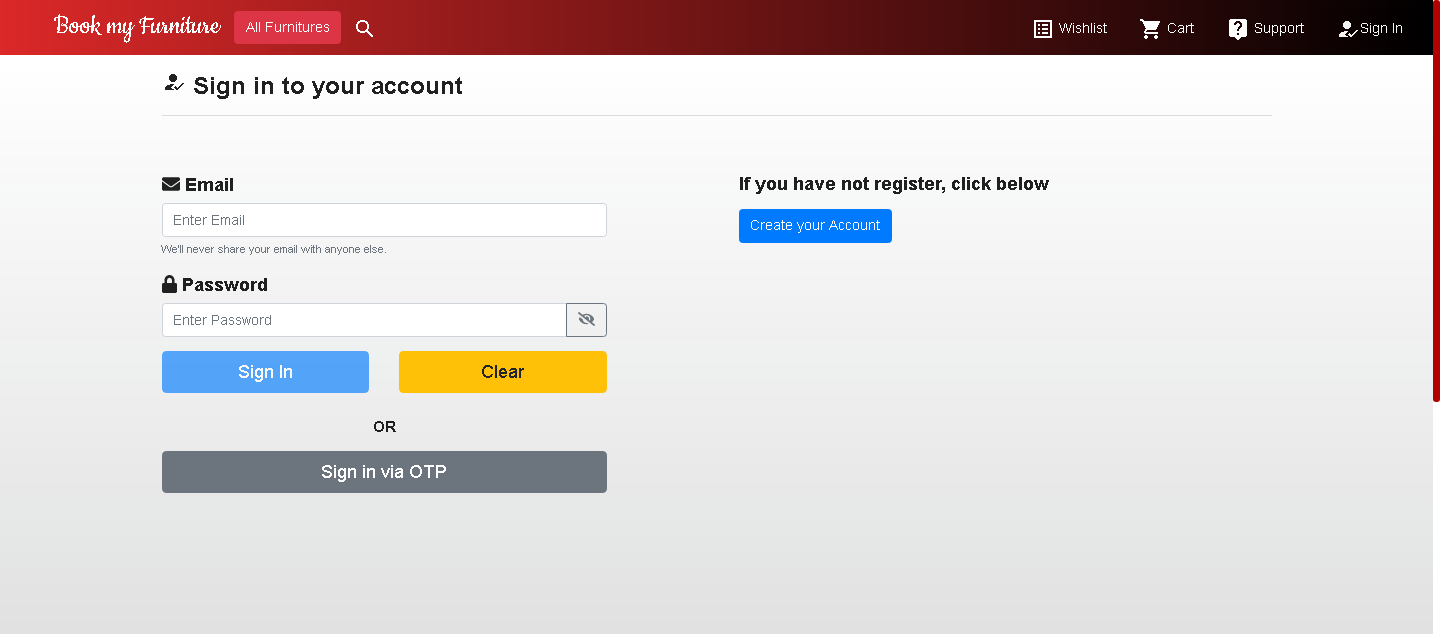 Book my Furniture All Furnitures Wishlist Cart Support Sign In
Sign in to your account
Email
Enter Email
We'll never share your email with anyone else.
Password
Enter Password
Sign In Clear
OR
Sign in via OTP
If you have not register, click below
Create your Account